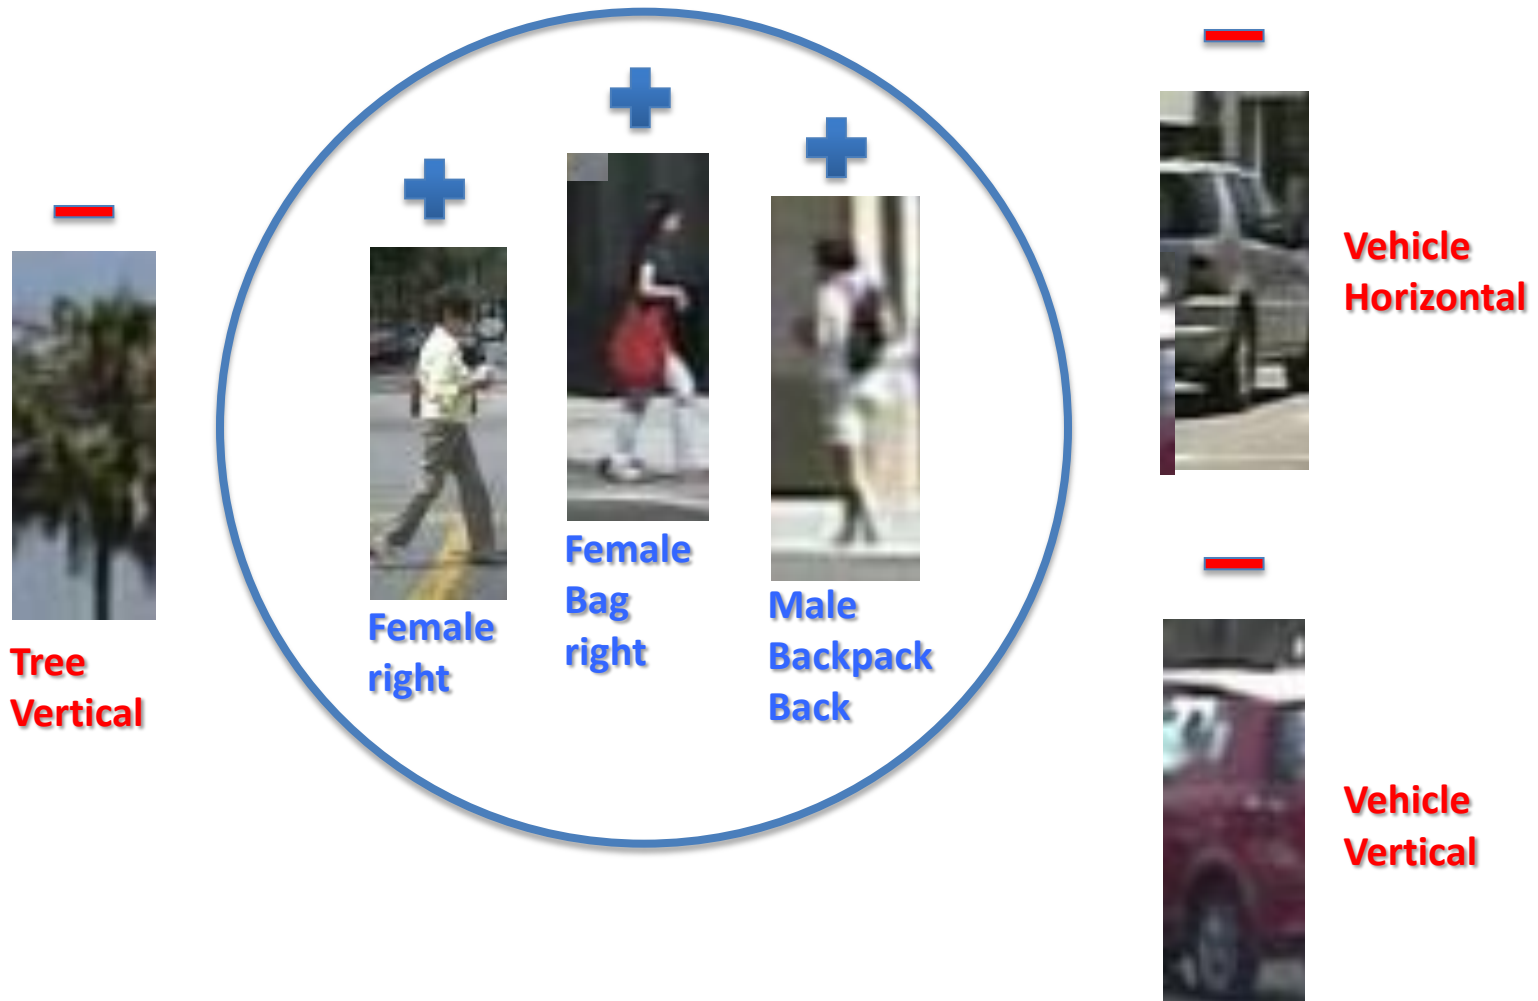 Tree
Vertical
Female
right
Female
Bag
right
Male
Backpack
Back
Vehicle
Horizontal
Vehicle
Vertical